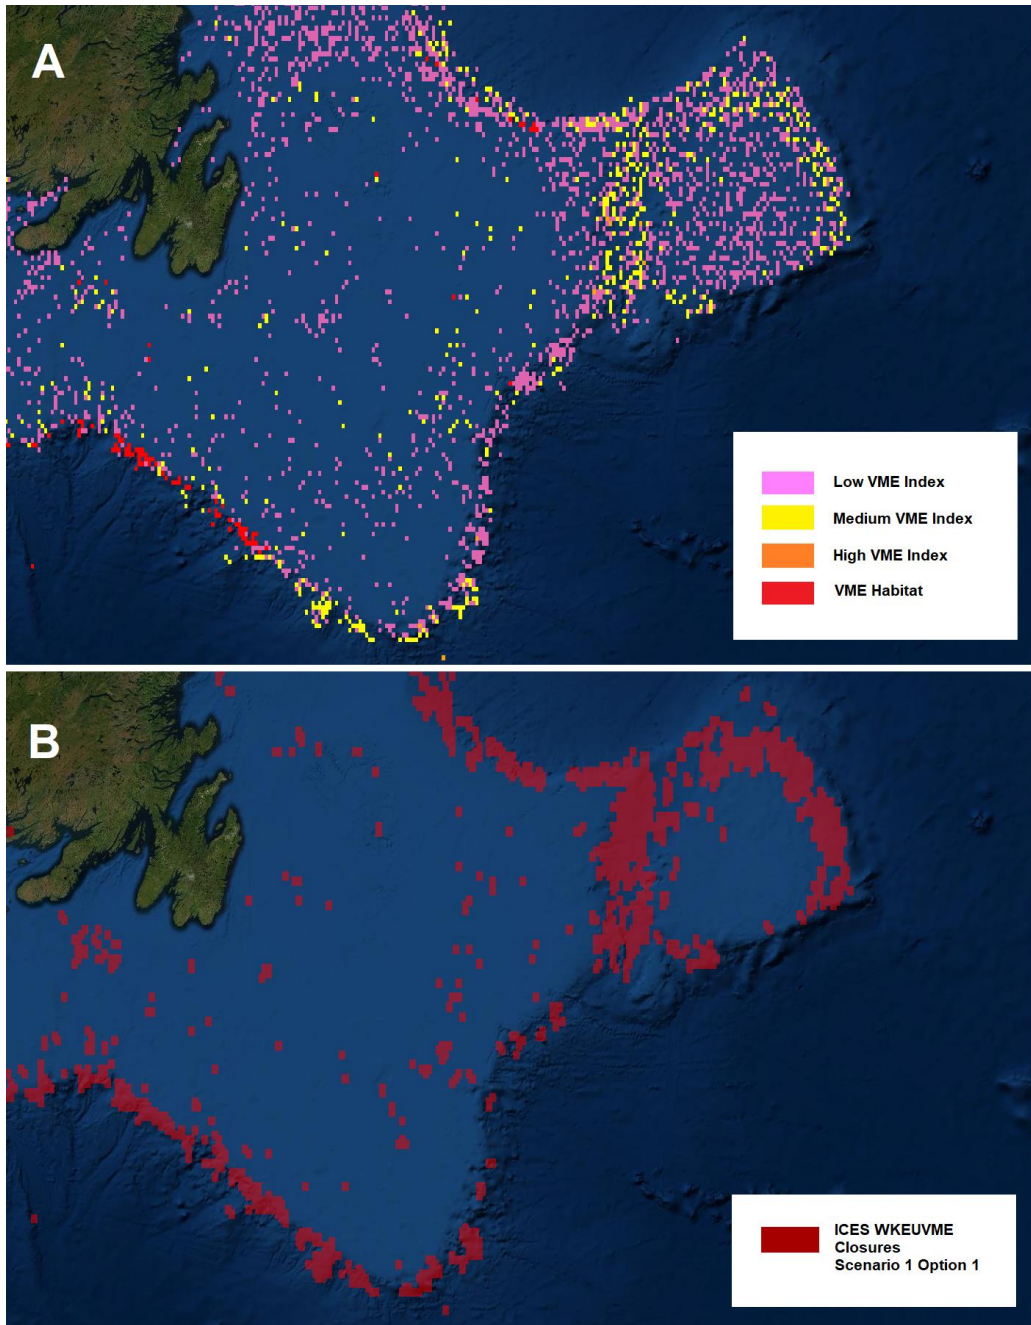 A
Low VME Index
Medium VME Index
High VME Index
VME Habitat
B
ICES WKEUVME
Closures
Scenario 1 Option 1